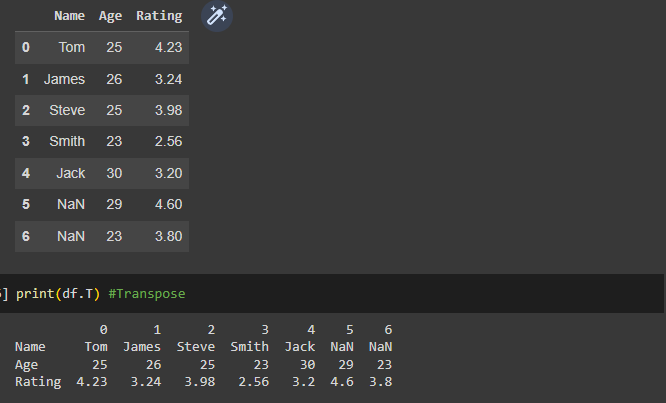 Name Age Rating
0 Tom 25 4.23
1 James 26 3.24
2 Steve 25 3.98
3 Smith 23 2.56
4 Jack 30 3.20
5 NaN 29 4.60
6 NaN 23 3.80
] print(df.T) #Transpose
0 1 2 3 4 5 6
Name Tom James Steve Smith Jack NaN NaN
Age 25 26 25 23 30 29 23
Rating 4.23 3.24 3.98 2.56 3.2 4.6 3.8